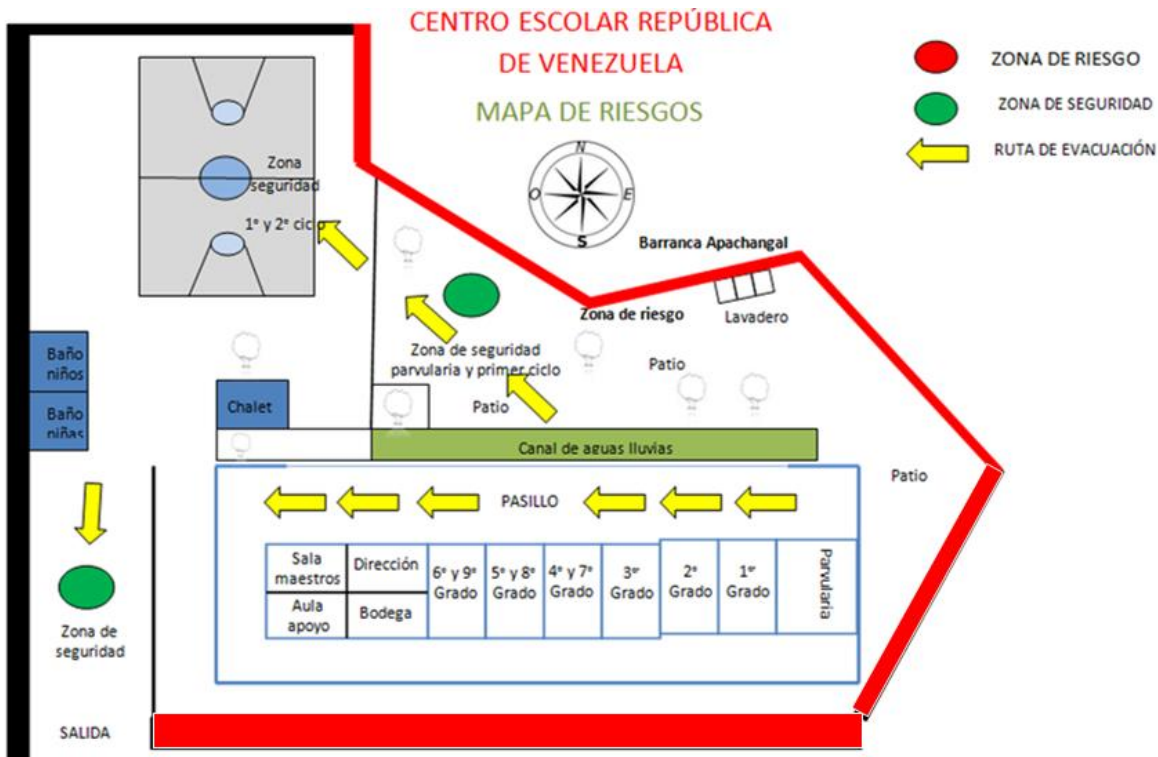 CENTRO ESCOLAR REPÚBLICA
DE VENEZUELA
MAPA DE RIESGOS
ZONA DE RIESGO
ZONA DE SEGURIDAD
RUTA DE EVACUACIÓN
N
O
E
S
Zona
seguridad
1° y 2° ciclo
Barranca Apachangal
Zona de riesgo
Lavadero
Zona de seguridad
parvularia y primer ciclo
Patio
Patio
Baño
niños
Baño
niñas
Chalet
Canal de aguas lluvias
Patio
PASILLO
Sala
maestros
Dirección
Aula
apoyo
Bodega
6° y 9°
Grado
5° y 8°
Grado
4° y 7°
Grado
3er
Grado
2°
Grado
1er
Grado
Parvularia
Zona de
seguridad
SALIDA